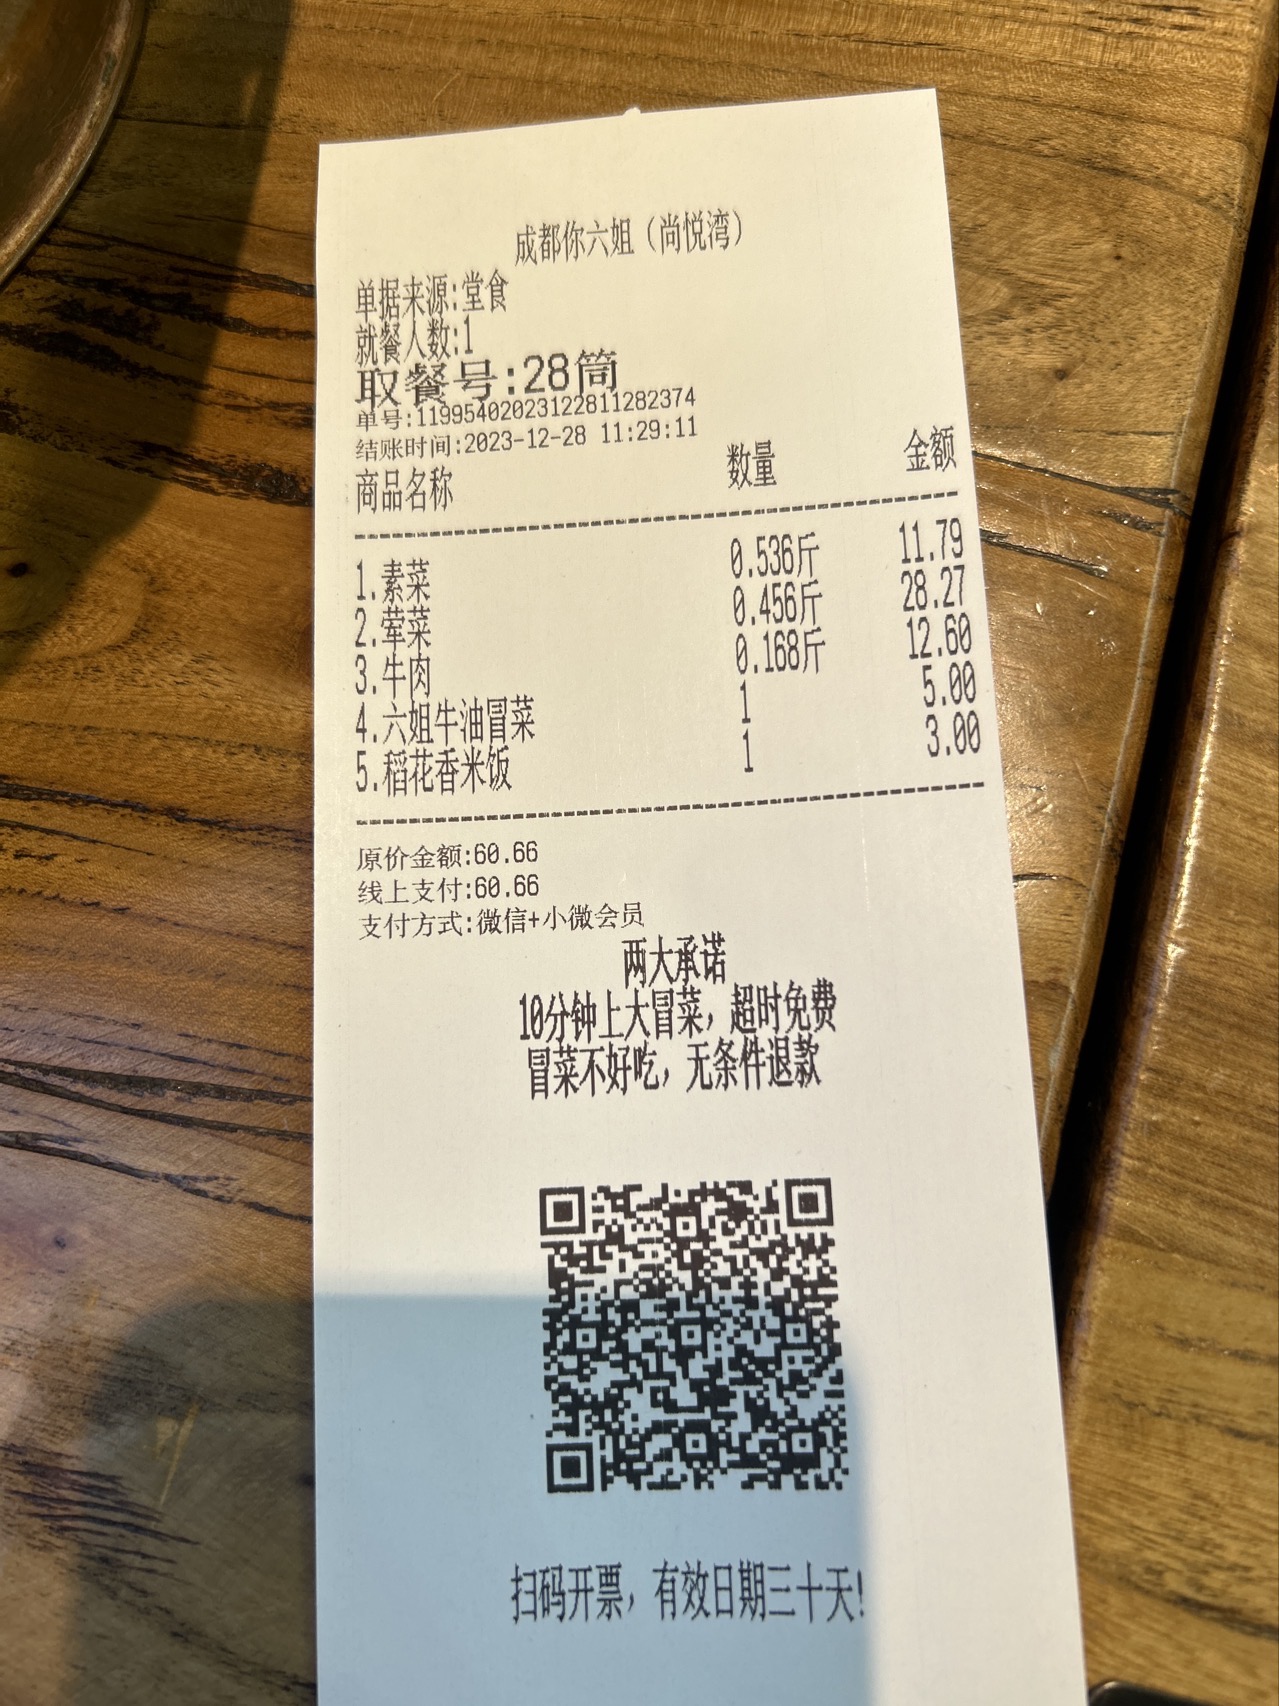 成都你六姐（尚悦湾）
单据来源:堂食
就餐人数:1
取餐号:28筒
单号:11995402023122811282374
结账时间:2023-12-28 11:29:11
商品名称 数量 金额
1.素菜 0.536斤 11.79
2.荤菜 0.456斤 28.27
3.牛肉 0.168斤 12.60
4.六姐牛油冒菜 1 5.00
5.稻花香米饭 1 3.00
原价金额:60.66
线上支付:60.66
支付方式:微信+小微会员
两大承诺
10分钟上大冒菜，超时免费
冒菜不好吃，无条件退款
扫码开票，有效日期三十天!